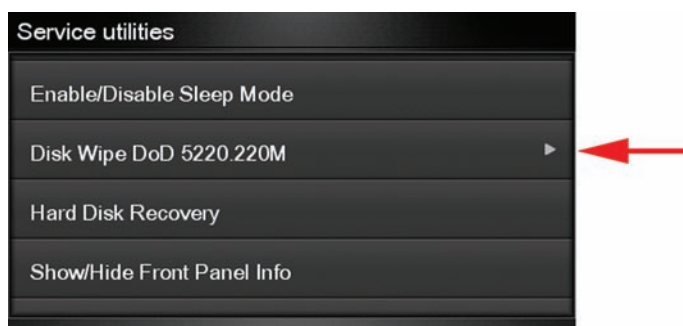 Service utilities
Enable/Disable Sleep Mode
Disk Wipe DoD 5220.220M
Hard Disk Recovery
Show/Hide Front Panel Info